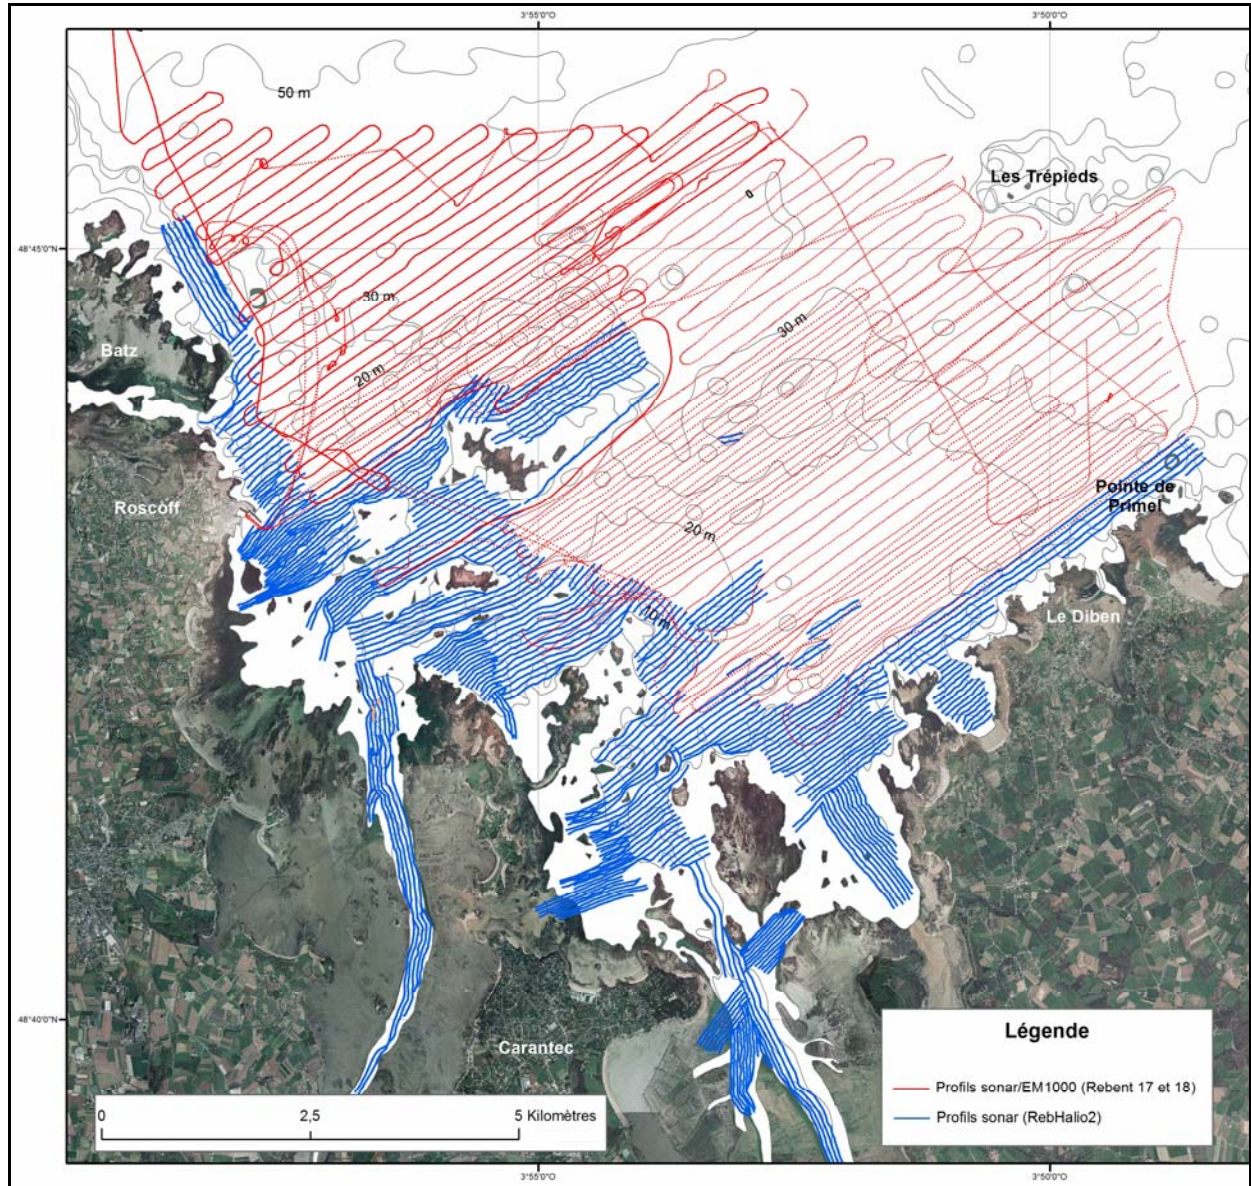 3°55'0"O
3°50'0"O
50 m
Les Trépieds
48°45'0"N
30 m
30 m
Batz
20 m
Pointe de
Primel
Roscoff
20 m
10 m
Le Diben
48°40'0"N
Carantec
Légende
Profils sonar/EM1000 (Rebent 17 et 18)
Profils sonar (RebHalio2)
0
2,5
5 Kilomètres
3°55'0"O
3°50'0"O